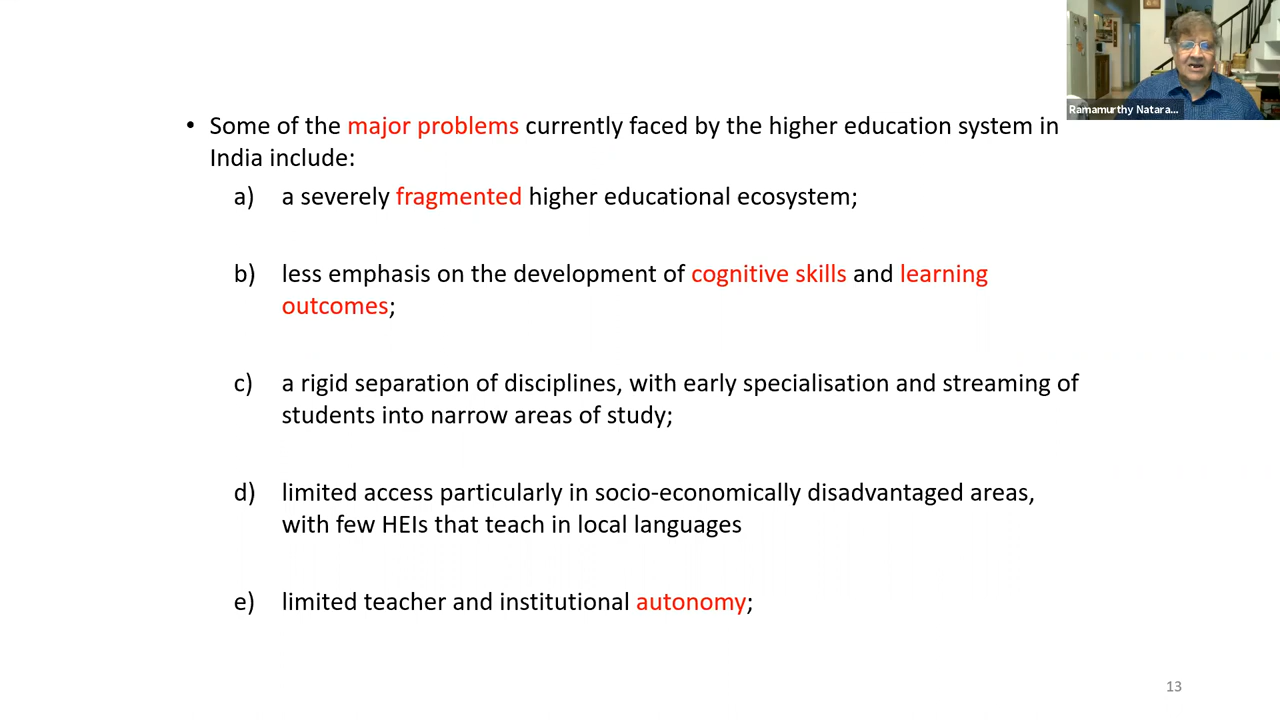 Ramamurthy Natara...
• Some of the major problems currently faced by the higher education system in
India include:
a) a severely fragmented higher educational ecosystem;
b) less emphasis on the development of cognitive skills and learning
outcomes;
c) a rigid separation of disciplines, with early specialisation and streaming of
students into narrow areas of study;
d) limited access particularly in socio-economically disadvantaged areas,
with few HEIs that teach in local languages
e) limited teacher and institutional autonomy;
13